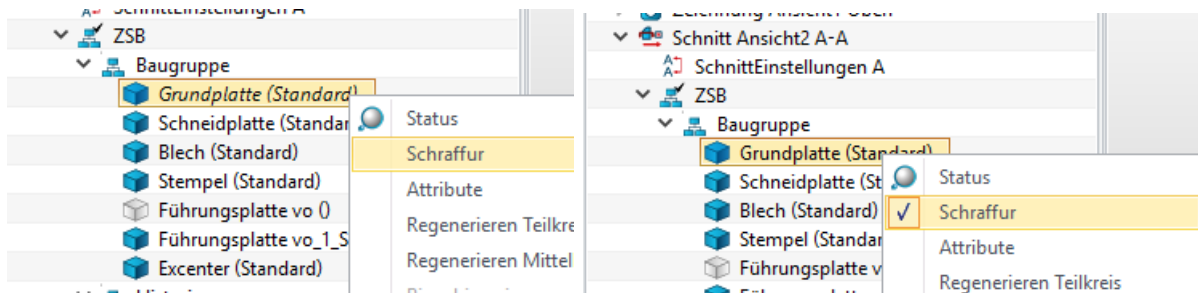 SchnittEinstellungen A
ZSB
Baugruppe
Grundplatte (Standard)
Schneidplatte (Standar
Blech (Standard)
Stempel (Standard)
Führungsplatte vo ()
Führungsplatte vo_1_S
Excenter (Standard)
Status
Schraffur
Attribute
Regenerieren Teilkre
Regenerieren Mittel
Zeichnung Ansicht1 Oben
Schnitt Ansicht2 A-A
SchnittEinstellungen A
ZSB
Baugruppe
Grundplatte (Standard)
Schneidplatte (St
Blech (Standard)
Stempel (Standar
Führungsplatte v
Status
Schraffur
Attribute
Regenerieren Teilkreis